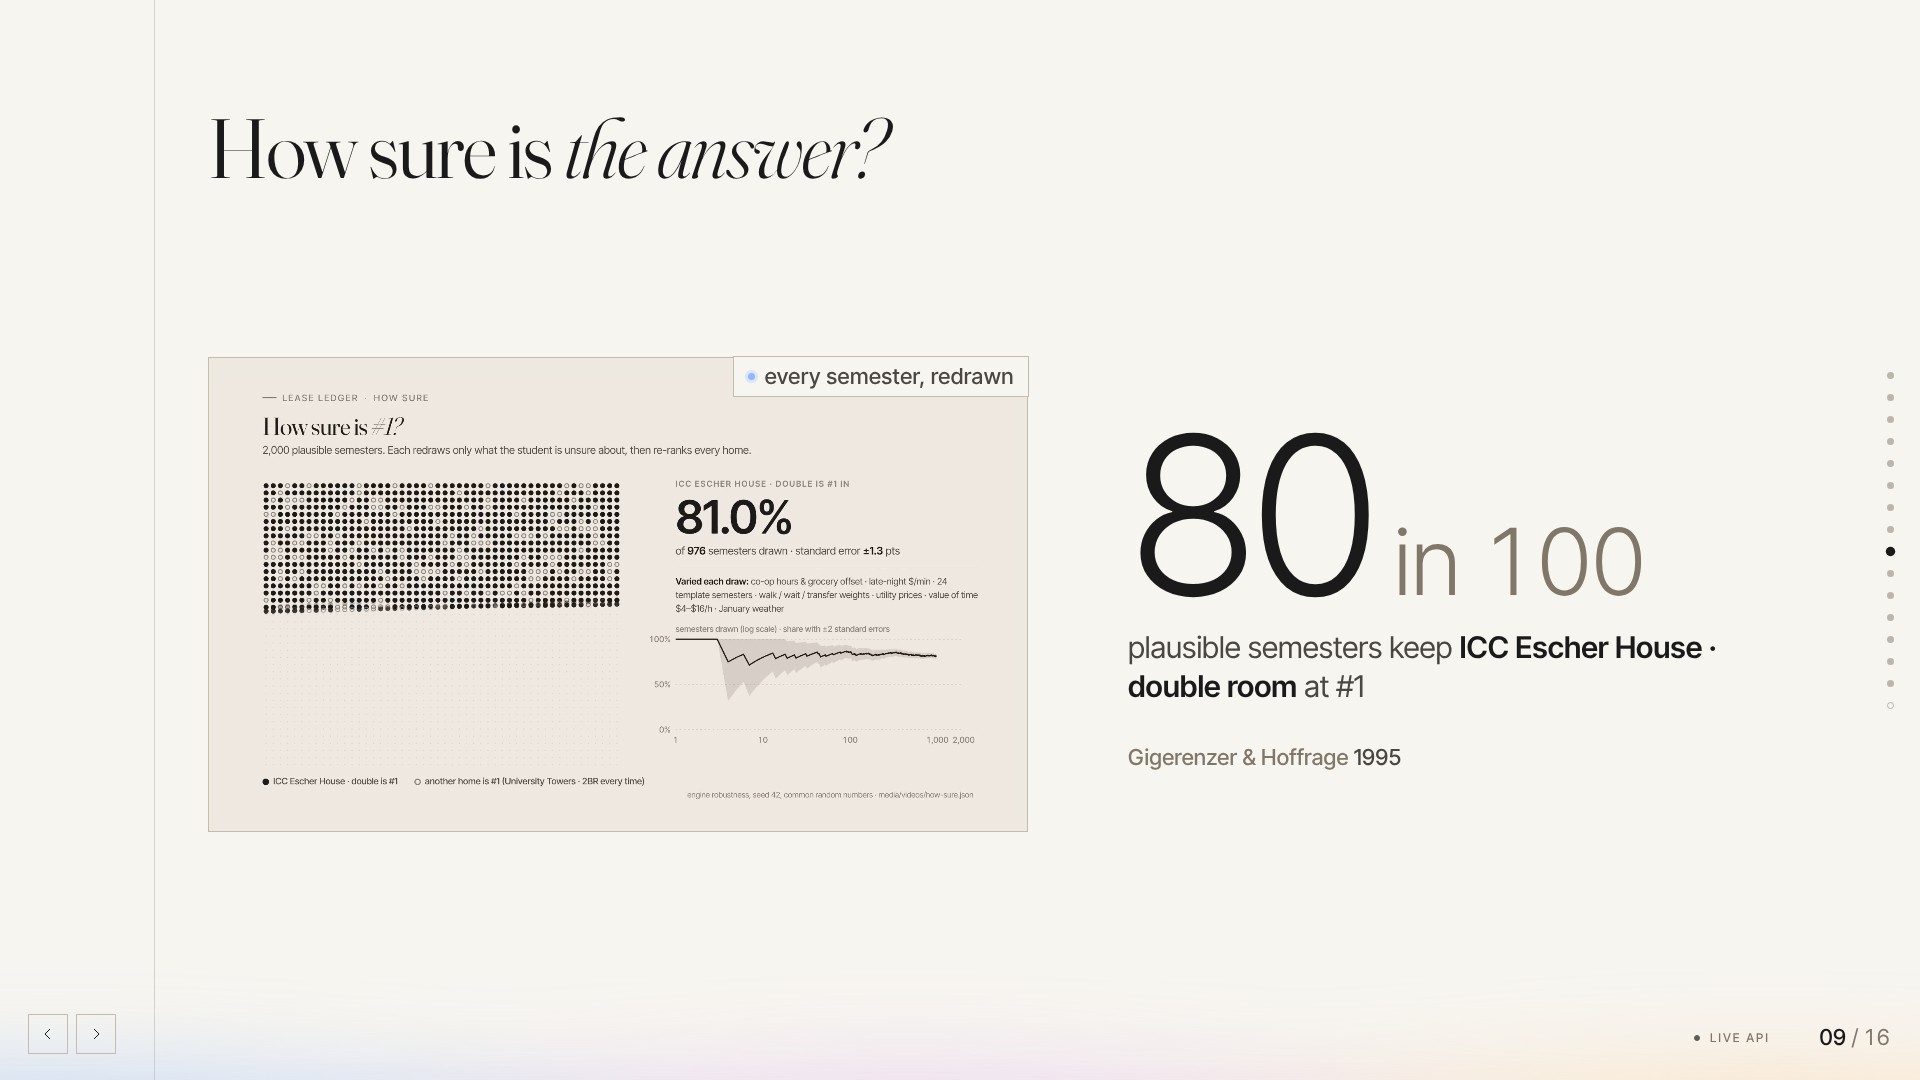 How sure is the answer?
every semester, redrawn
LEASE LEDGER · HOW SURE
How sure is #1?
2,000 plausible semesters. Each redraws only what the student is unsure about, then re-ranks every home.
ICC ESCHER HOUSE · DOUBLE IS #1 IN
81.0%
of 976 semesters drawn · standard error ±1.3 pts
Varied each draw: co-op hours & grocery offset · late-night $/min · 24
template semesters · walk / wait / transfer weights · utility prices · value of time
$4–$16/h · January weather
semesters drawn (log scale) · share with ±2 standard errors
100%
50%
0%
1 10 100 1,000 2,000
ICC Escher House · double is #1 another home is #1 (University Towers · 2BR every time)
engine robustness, seed 42, common random numbers · media/videos/how-sure.json
80 in 100
plausible semesters keep ICC Escher House ·
double room at #1
Gigerenzer & Hoffrage 1995
LIVE API 09 / 16